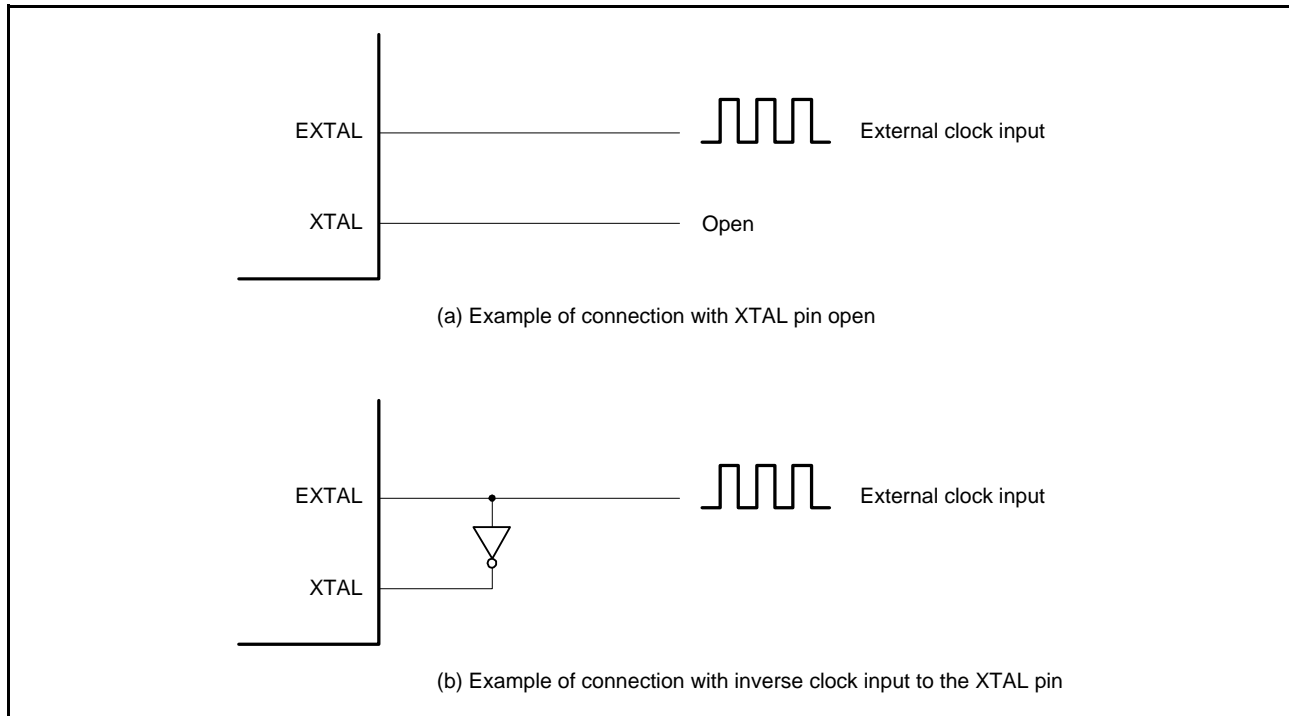 EXTAL
External clock input
XTAL
Open
(a) Example of connection with XTAL pin open
EXTAL
External clock input
XTAL
(b) Example of connection with inverse clock input to the XTAL pin